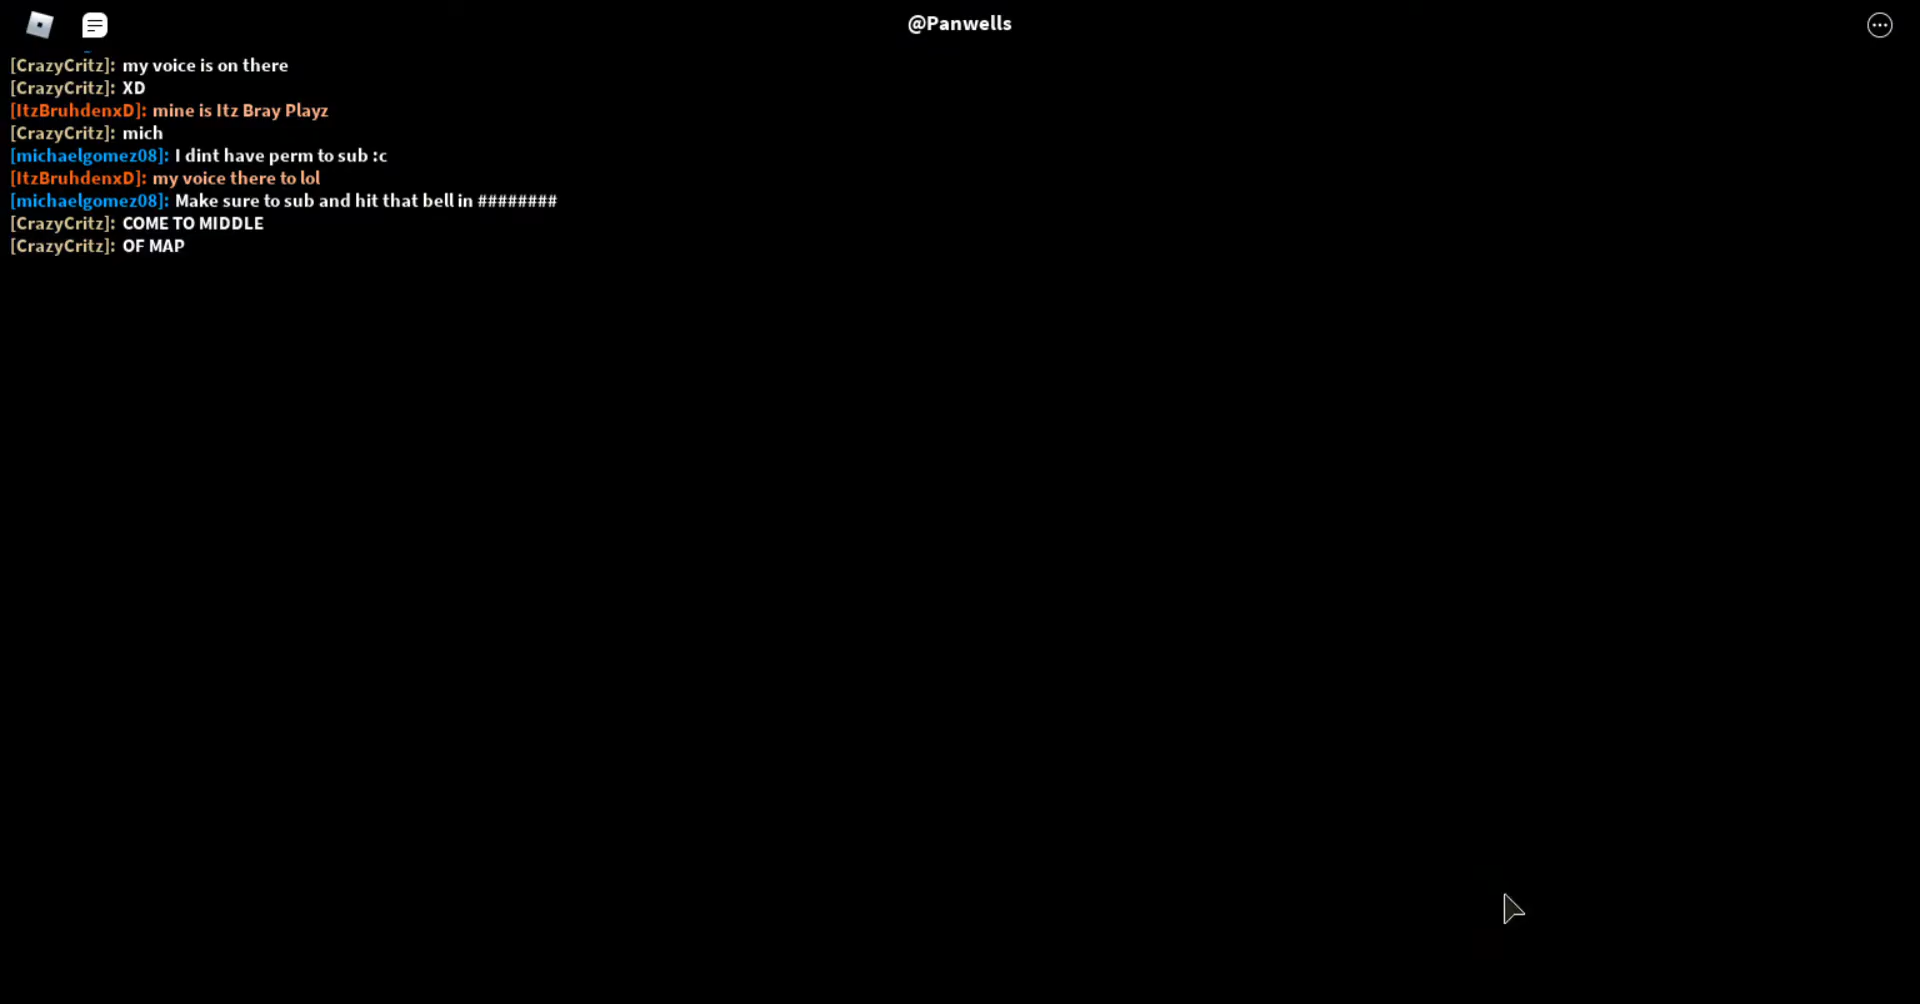 @Panwells
[CrazyCritz]: my voice is on there
[CrazyCritz]: XD
[ItzBruhdenxD]: mine is Itz Bray Playz
[CrazyCritz]: mich
[michaelgomez08]: I dint have perm to sub :c
[ItzBruhdenxD]: my voice there to lol
[michaelgomez08]: Make sure to sub and hit that bell in ########
[CrazyCritz]: COME TO MIDDLE
[CrazyCritz]: OF MAP